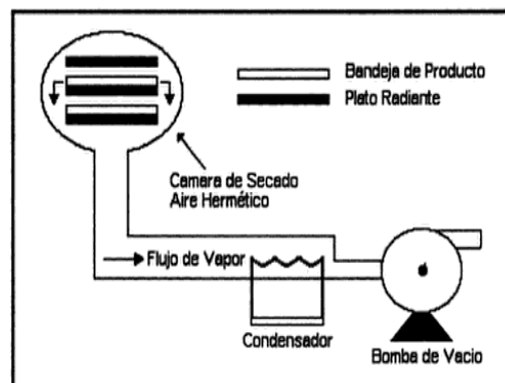 Bandeja de Producto
Plato Radiante
Camara de Secado
Aire Hermético
Flujo de Vapor
Condensador
Bomba de Vacio